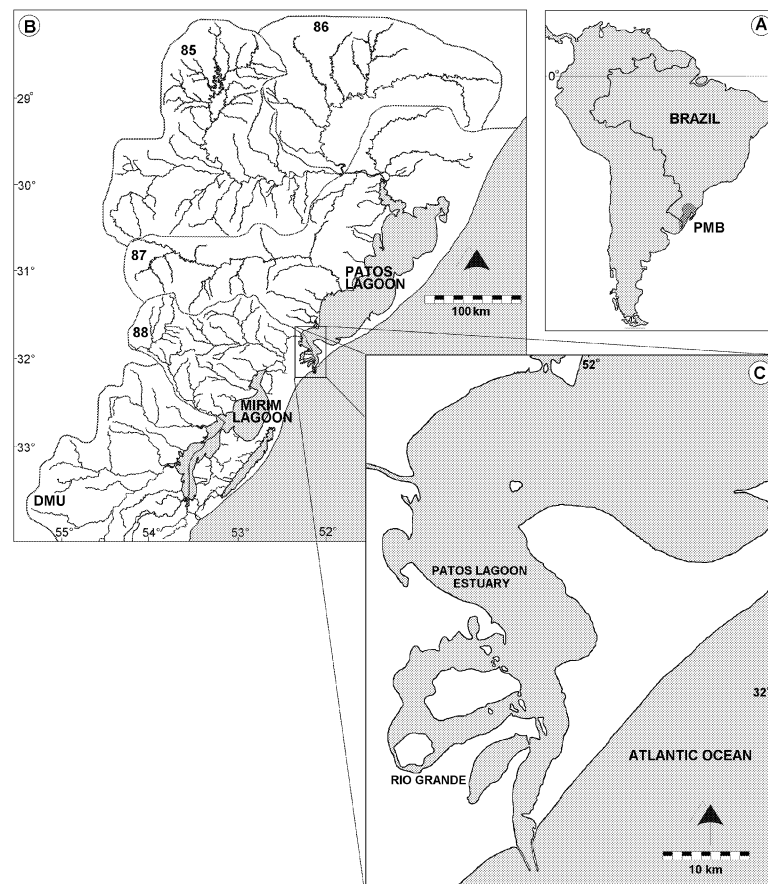 B
86
85
29°
30°
87
PATOS
LAGOON
31°
100 km
88
32°
MIRIM
LAGOON
33°
DMU
55°
54°
53°
52°
A
0°
BRAZIL
PMB
C
52°
PATOS LAGOON
ESTUARY
32°
ATLANTIC OCEAN
RIO GRANDE
10 km